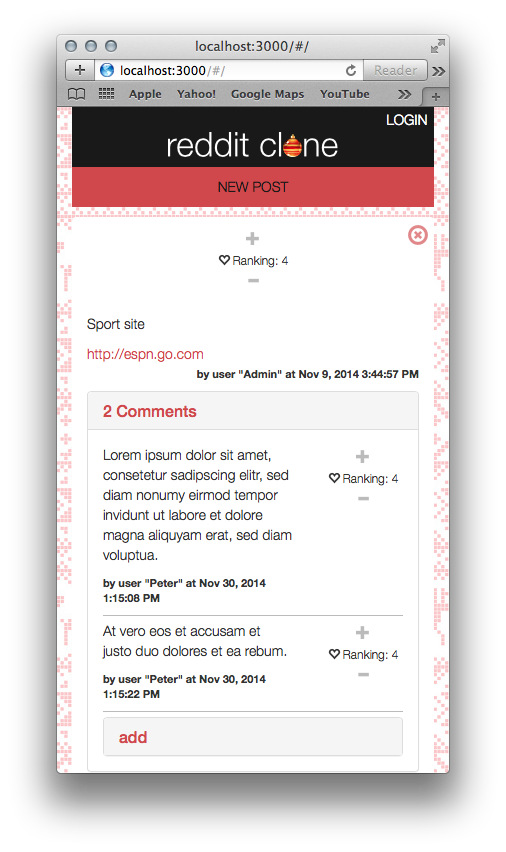 localhost:3000/#/
localhost:3000/#/
Reader
Apple Yahoo! Google Maps YouTube
LOGIN
reddit clne
NEW POST
Ranking: 4
Sport site
http://espn.go.com
by user "Admin" at Nov 9, 2014 3:44:57 PM
2 Comments
Lorem ipsum dolor sit amet,
consetetur sadipscing elitr, sed
diam nonumy eirmod tempor
invidunt ut labore et dolore
magna aliquyam erat, sed diam
voluptua.
by user "Peter" at Nov 30, 2014
1:15:08 PM
Ranking: 4
At vero eos et accusam et
justo duo dolores et ea rebum.
by user "Peter" at Nov 30, 2014
1:15:22 PM
Ranking: 4
add